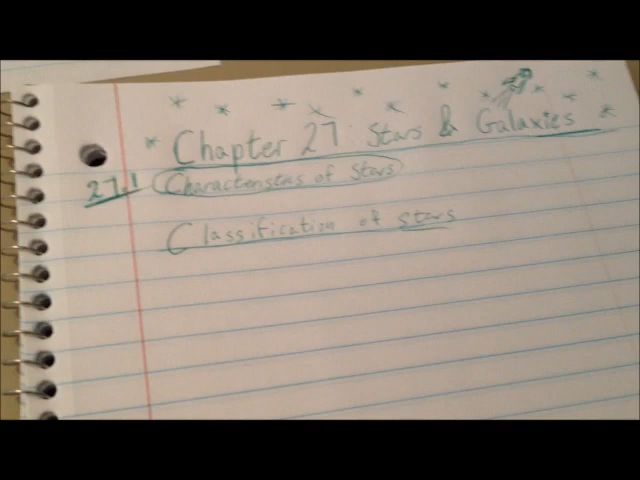 Chapter 27: Stars & Galaxies
27.1 Characteristics of Stars
Classification of stars